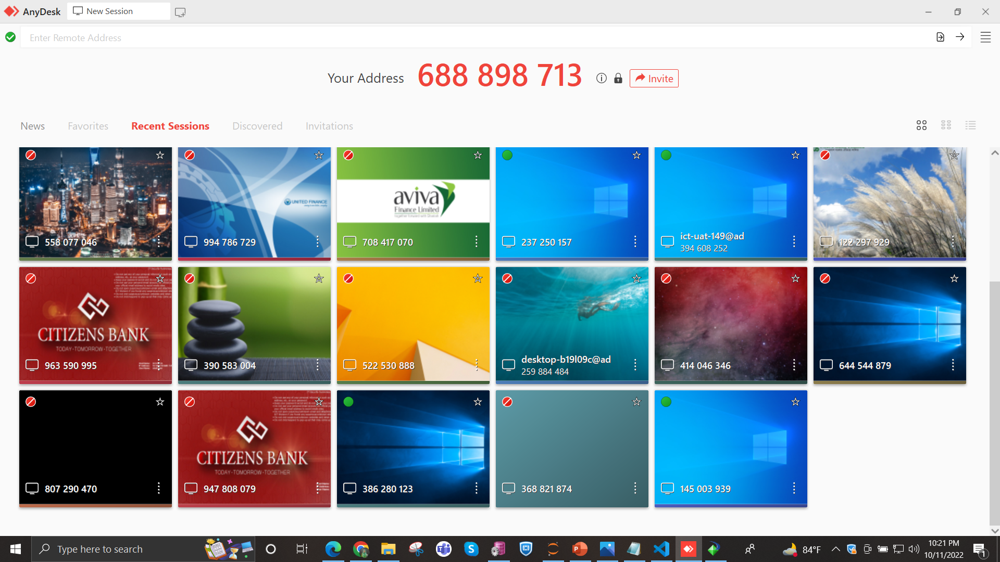 AnyDesk
New Session
Enter Remote Address
Your Address 688 898 713 Invite
News Favorites Recent Sessions Discovered Invitations
558 077 046
UNITED FINANCE
994 786 729
aviva
Finance Limited
708 417 070
237 250 157
ict-uat-149@ad
394 608 252
122 297 929
CITIZENS BANK
TODAY-TOMORROW-TOGETHER
963 590 995
390 583 004
522 530 888
desktop-b19l09c@ad
259 884 484
414 046 346
644 544 879
807 290 470
CITIZENS BANK
TODAY-TOMORROW-TOGETHER
947 808 079
386 280 123
368 821 874
145 003 939
Type here to search
84°F
10:21 PM
10/11/2022
1